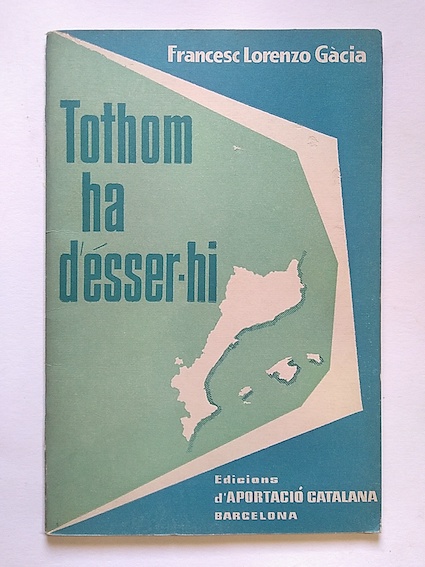 Francesc Lorenzo Gàcia
Tothom
ha
d'ésser-hi
Edicions
d'APORTACIÓ CATALANA
BARCELONA